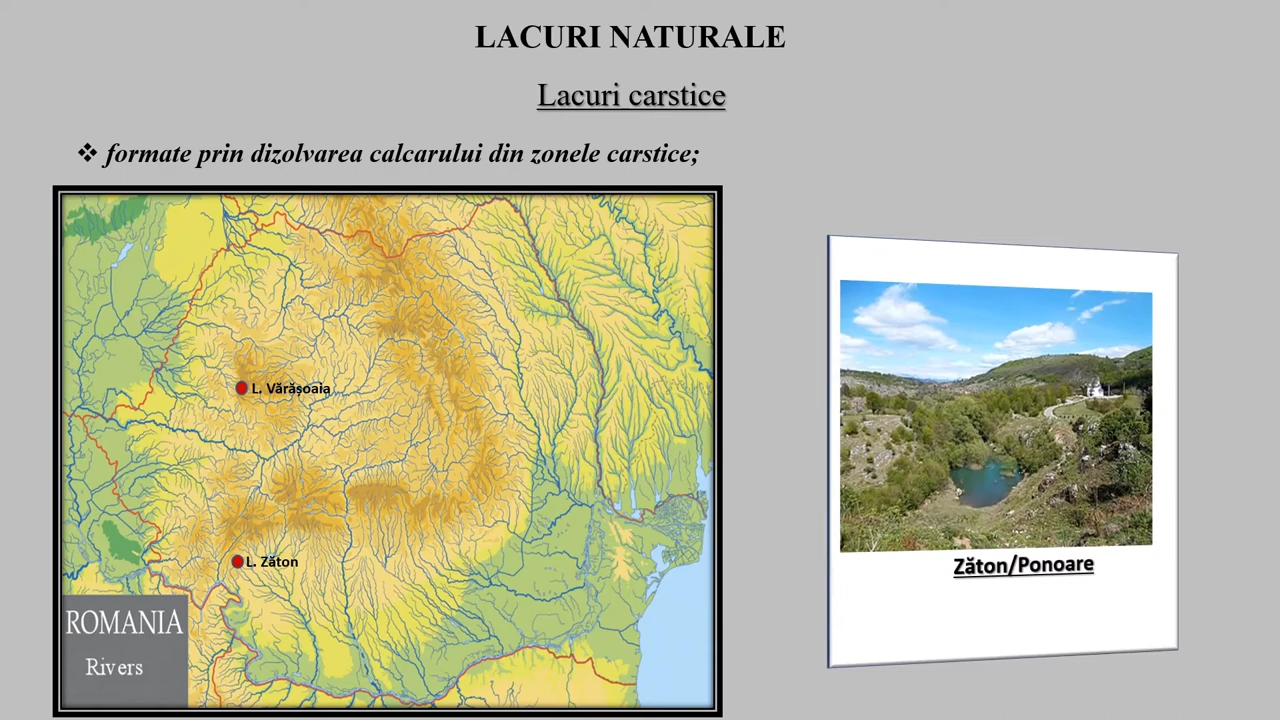 LACURI NATURALE
Lacuri carstice
❖ formate prin dizolvarea calcarului din zonele carstice;
L. Vărășoaia
L. Zăton
ROMANIA
Rivers
Zăton/Ponoare